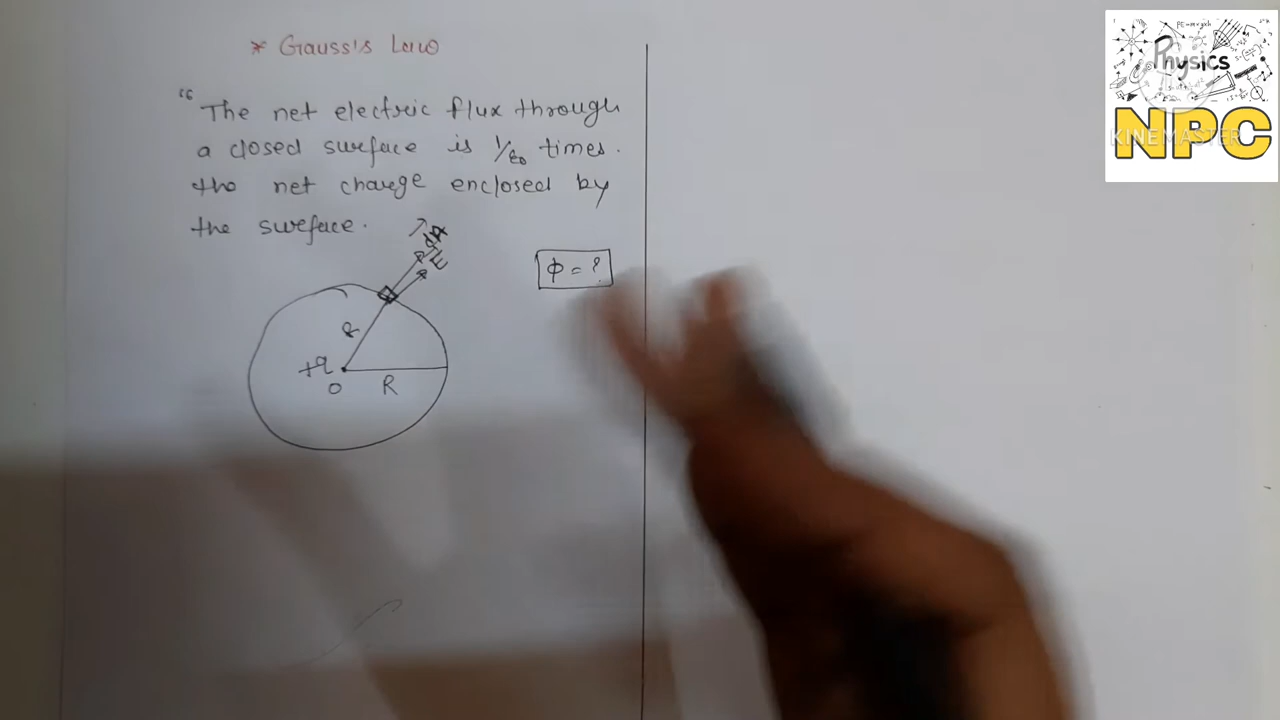 * Gauss's Law
"The net electric flux through
a closed surface is 1/ε₀ times.
the net charge enclosed by
the surface.
dA
E
ϕ = ?
R
+q
O
R
Physics
NPC
KINEMASTER